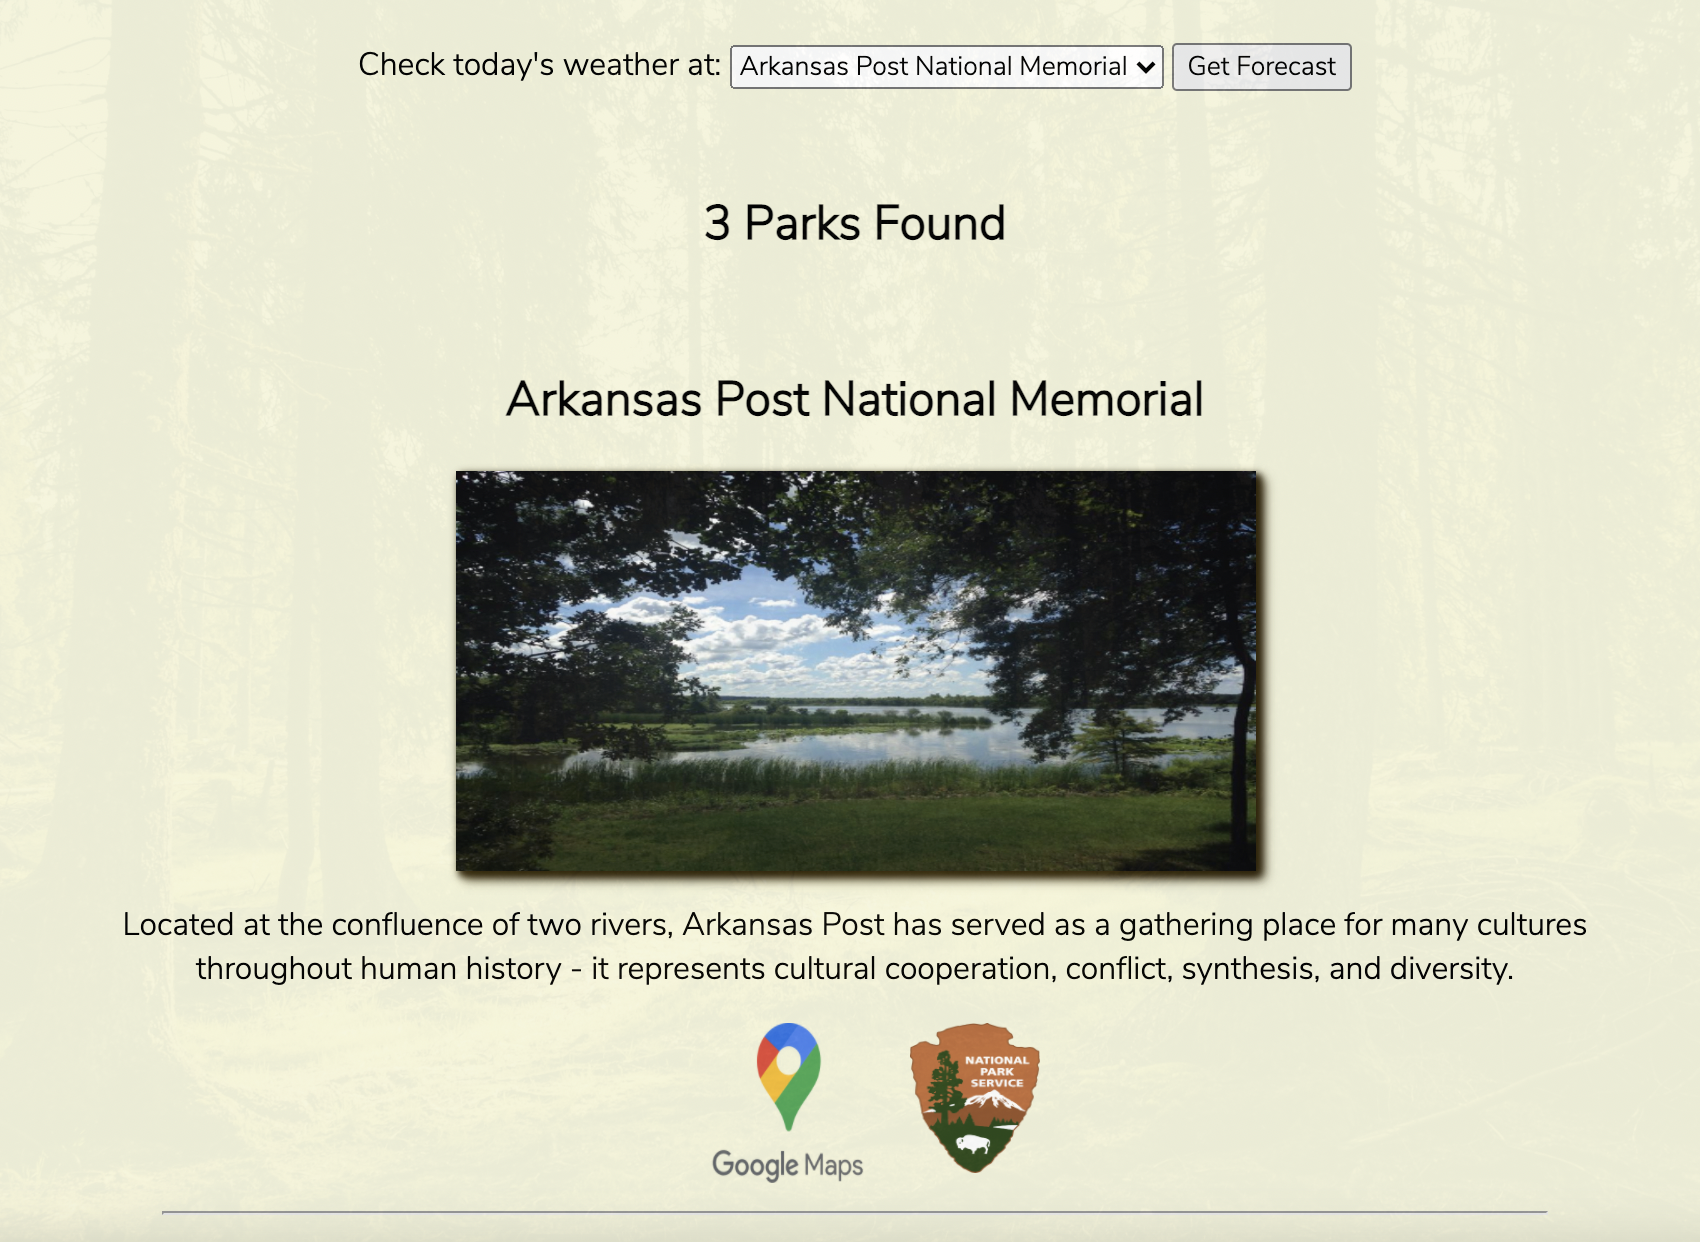 Check today's weather at: Arkansas Post National Memorial Get Forecast
3 Parks Found
Arkansas Post National Memorial
Located at the confluence of two rivers, Arkansas Post has served as a gathering place for many cultures
throughout human history - it represents cultural cooperation, conflict, synthesis, and diversity.
NATIONAL
PARK
SERVICE
Google Maps